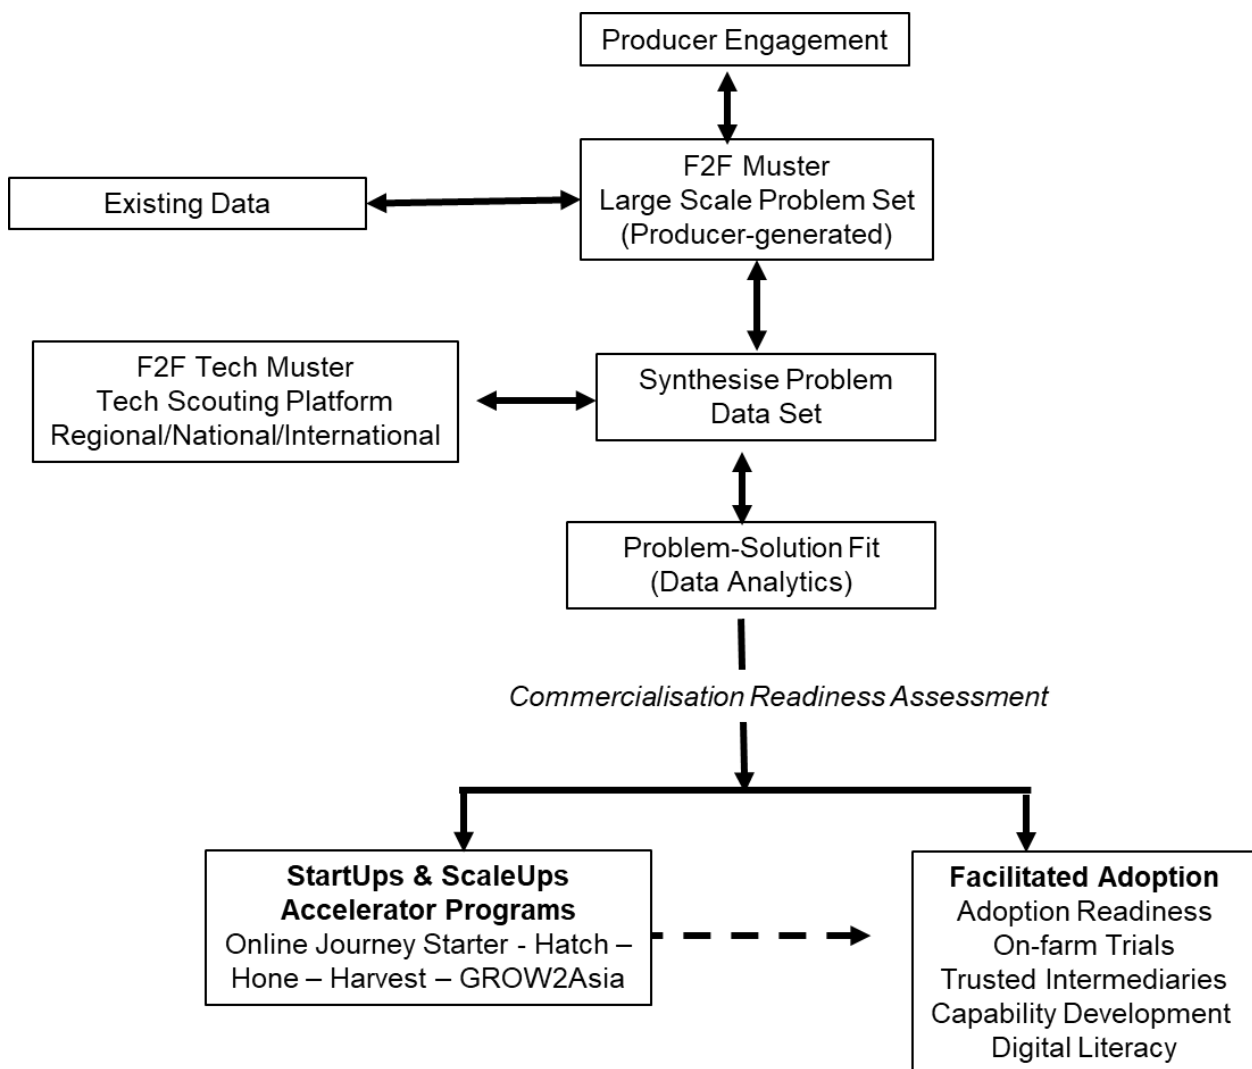 Producer Engagement
F2F Muster
Large Scale Problem Set
(Producer-generated)
Existing Data
F2F Tech Muster
Tech Scouting Platform
Regional/National/International
Synthesise Problem
Data Set
Problem-Solution Fit
(Data Analytics)
Commercialisation Readiness Assessment
StartUps & ScaleUps
Accelerator Programs
Online Journey Starter - Hatch –
Hone – Harvest – GROW2Asia
Facilitated Adoption
Adoption Readiness
On-farm Trials
Trusted Intermediaries
Capability Development
Digital Literacy